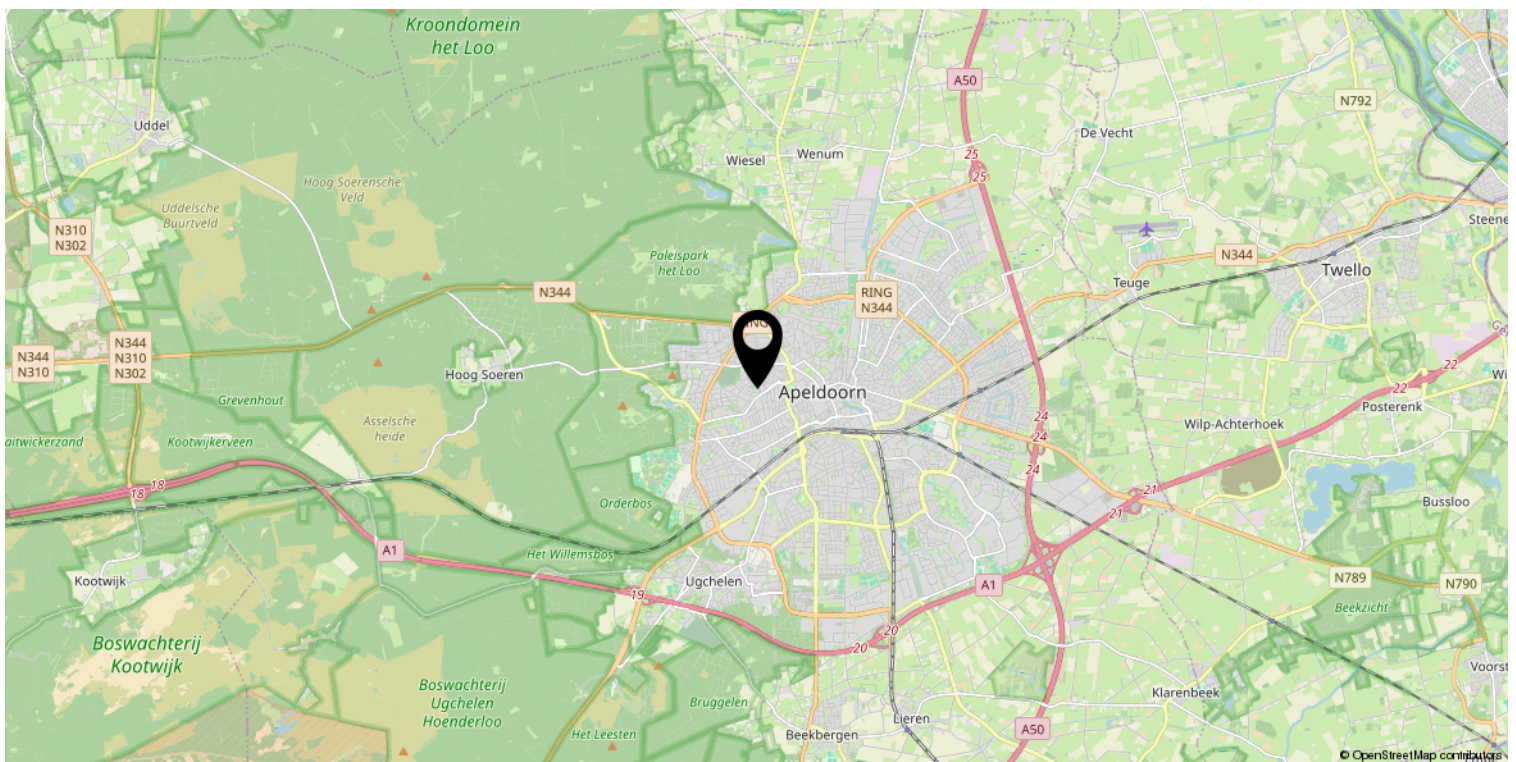 Kroondomein
het Loo
A50
N792
Uddel
De Vecht
Wiesel
Wenum
25
25
Hoog Soerensche
Veld
Uddelsche
Buurtveld
N310
N302
Steene
Paleispark
het Loo
N344
Twello
Teuge
N344
RING
N344
N344
N310
N344
N310
N302
Hoog Soeren
Apeldoorn
22
22
Posterenk
Wi
Grevenhout
Asselsche
heide
Kootwijkerveen
aitwickerzand
24
24
24
Wilp-Achterhoek
18
18
21
21
Bussloo
Orderbos
A1
Het Willemsbos
Kootwijk
Ugchelen
19
A1
N789
N790
Beekzicht
20
20
Boswachterij
Kootwijk
Voorst
Boswachterij
Ugchelen
Hoenderloo
Klarenbeek
Bruggelen
Lieren
A50
Het Leesten
Beekbergen
© OpenStreetMap contributors